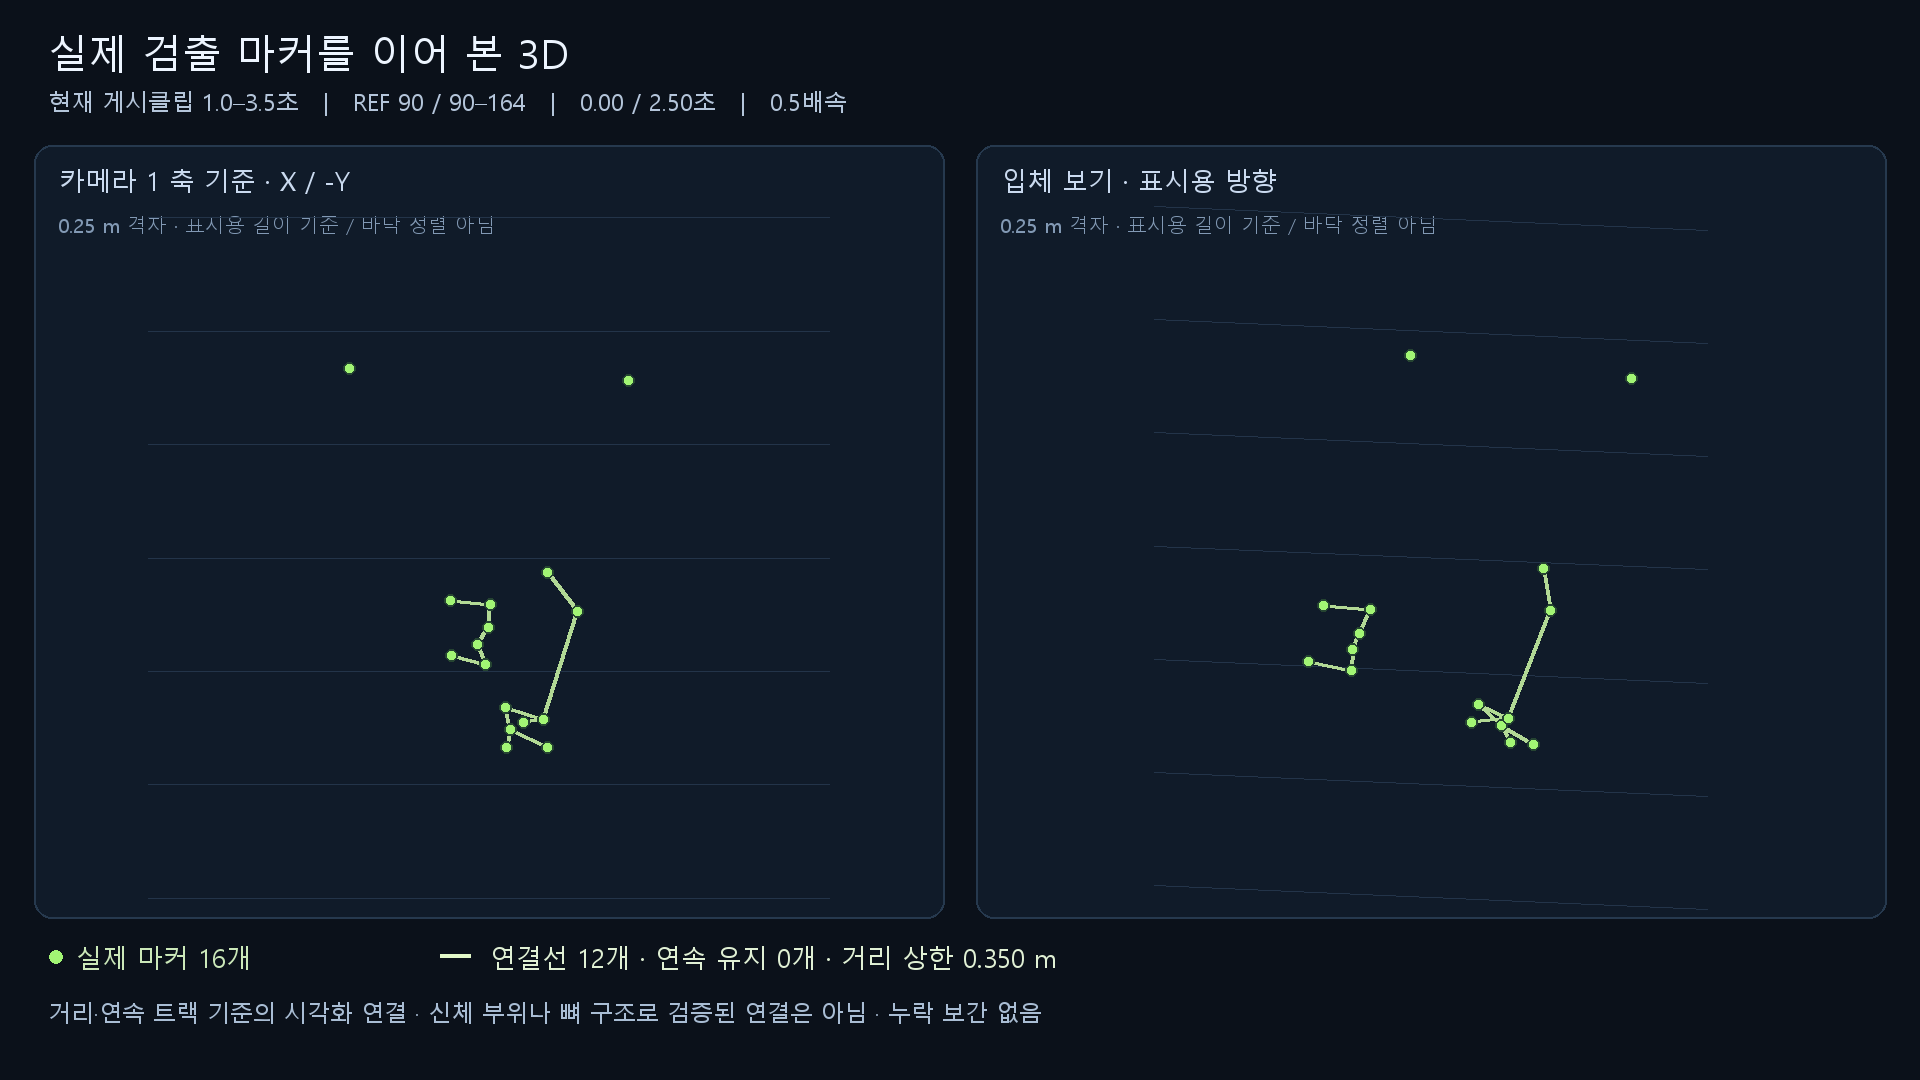 실제 검출 마커를 이어 본 3D
현재 게시클립 1.0–3.5초 | REF 90 / 90–164 | 0.00 / 2.50초 | 0.5배속
카메라 1 축 기준 · X / -Y
0.25 m 격자 · 표시용 길이 기준 / 바닥 정렬 아님
입체 보기 · 표시용 방향
0.25 m 격자 · 표시용 길이 기준 / 바닥 정렬 아님
실제 마커 16개
연결선 12개 · 연속 유지 0개 · 거리 상한 0.350 m
거리·연속 트랙 기준의 시각화 연결 · 신체 부위나 뼈 구조로 검증된 연결은 아님 · 누락 보간 없음